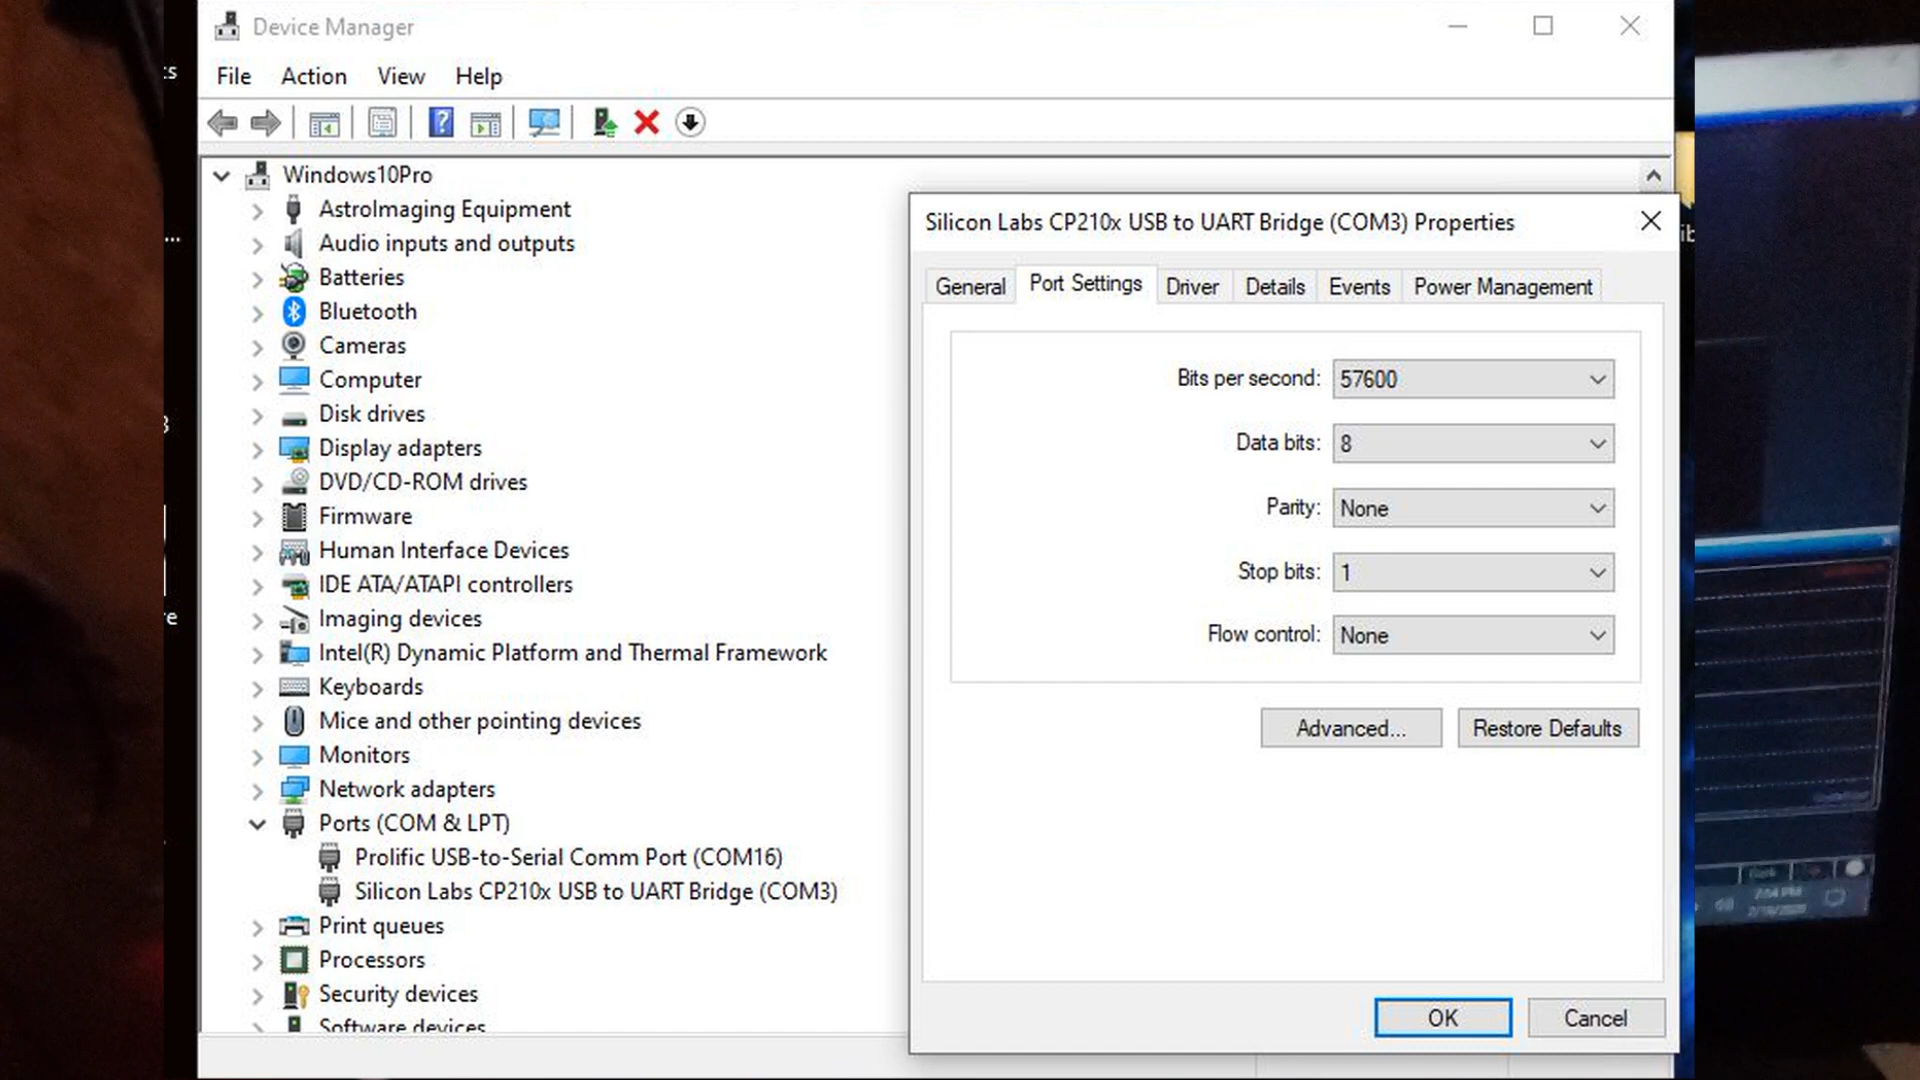 Device Manager
File Action View Help
Windows10Pro
AstroImaging Equipment
Audio inputs and outputs
Batteries
Bluetooth
Cameras
Computer
Disk drives
Display adapters
DVD/CD-ROM drives
Firmware
Human Interface Devices
IDE ATA/ATAPI controllers
Imaging devices
Intel(R) Dynamic Platform and Thermal Framework
Keyboards
Mice and other pointing devices
Monitors
Network adapters
Ports (COM & LPT)
Prolific USB-to-Serial Comm Port (COM16)
Silicon Labs CP210x USB to UART Bridge (COM3)
Print queues
Processors
Security devices
Software devices
Silicon Labs CP210x USB to UART Bridge (COM3) Properties
General Port Settings Driver Details Events Power Management
Bits per second: 57600
Data bits: 8
Parity: None
Stop bits: 1
Flow control: None
Advanced... Restore Defaults
OK Cancel